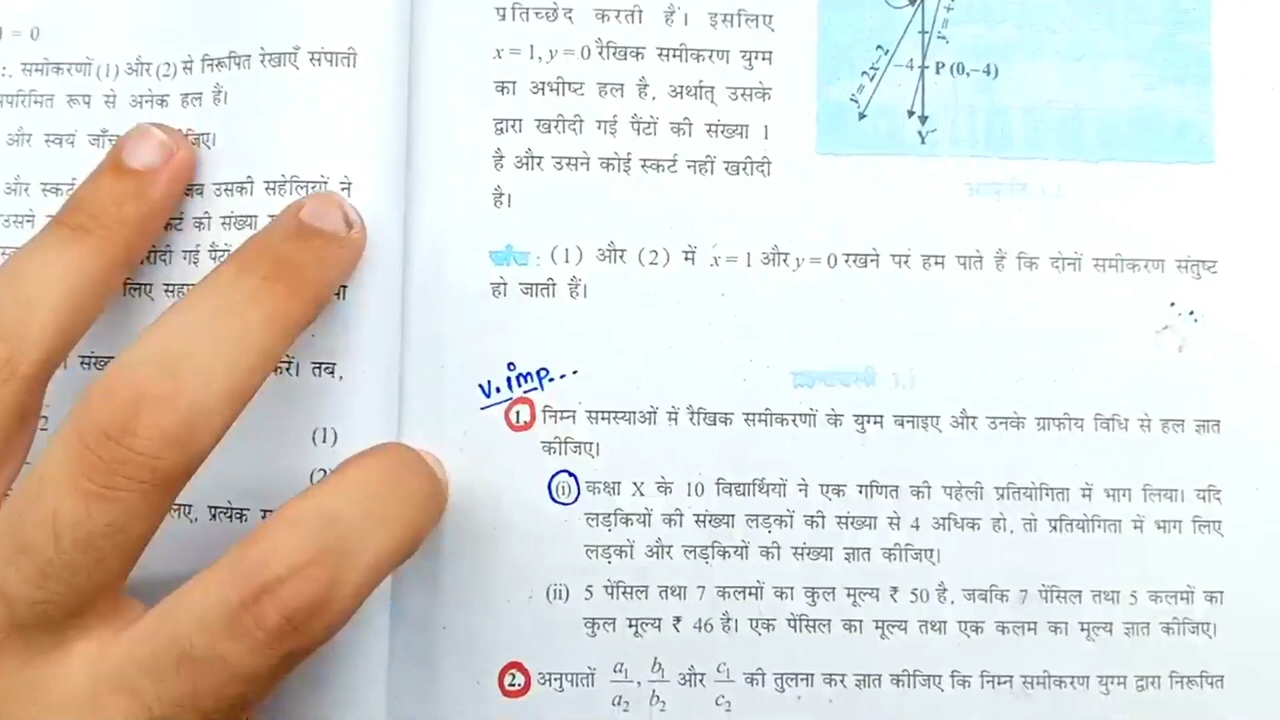 = 0
∴ समीकरणों (1) और (2) से निरूपित रेखाएँ संपाती
रूप से अनेक हल हैं।
और स्वयं जाँच
और स्कर्ट उसकी सहेलियों ने
उसने की संख्या
गई पैंटों
लिए
करें। तब,
2
(1)
प्रत्येक
प्रतिच्छेद करती हैं। इसलिए
x = 1, y = 0 रैखिक समीकरण युग्म
का अभीष्ट हल है, अर्थात् उसके
द्वारा खरीदी गई पैंटों की संख्या 1
है और उसने कोई स्कर्ट नहीं खरीदी
है।
y = 2x-2
-4
P (0,-4)
Y′
: (1) और (2) में x = 1 और y = 0 रखने पर हम पाते हैं कि दोनों समीकरण संतुष्ट
हो जाती हैं।
V. imp...
1. निम्न समस्याओं में रैखिक समीकरणों के युग्म बनाइए और उनके ग्राफीय विधि से हल ज्ञात
कीजिए।
(i) कक्षा X के 10 विद्यार्थियों ने एक गणित की पहेली प्रतियोगिता में भाग लिया। यदि
लड़कियों की संख्या लड़कों की संख्या से 4 अधिक हो, तो प्रतियोगिता में भाग लिए
लड़कों और लड़कियों की संख्या ज्ञात कीजिए।
(ii) 5 पेंसिल तथा 7 कलमों का कुल मूल्य ₹ 50 है, जबकि 7 पेंसिल तथा 5 कलमों का
कुल मूल्य ₹ 46 है। एक पेंसिल का मूल्य तथा एक कलम का मूल्य ज्ञात कीजिए।
2. अनुपातों a₁/a₂, b₁/b₂ और c₁/c₂ की तुलना कर ज्ञात कीजिए कि निम्न समीकरण युग्म द्वारा निरूपित